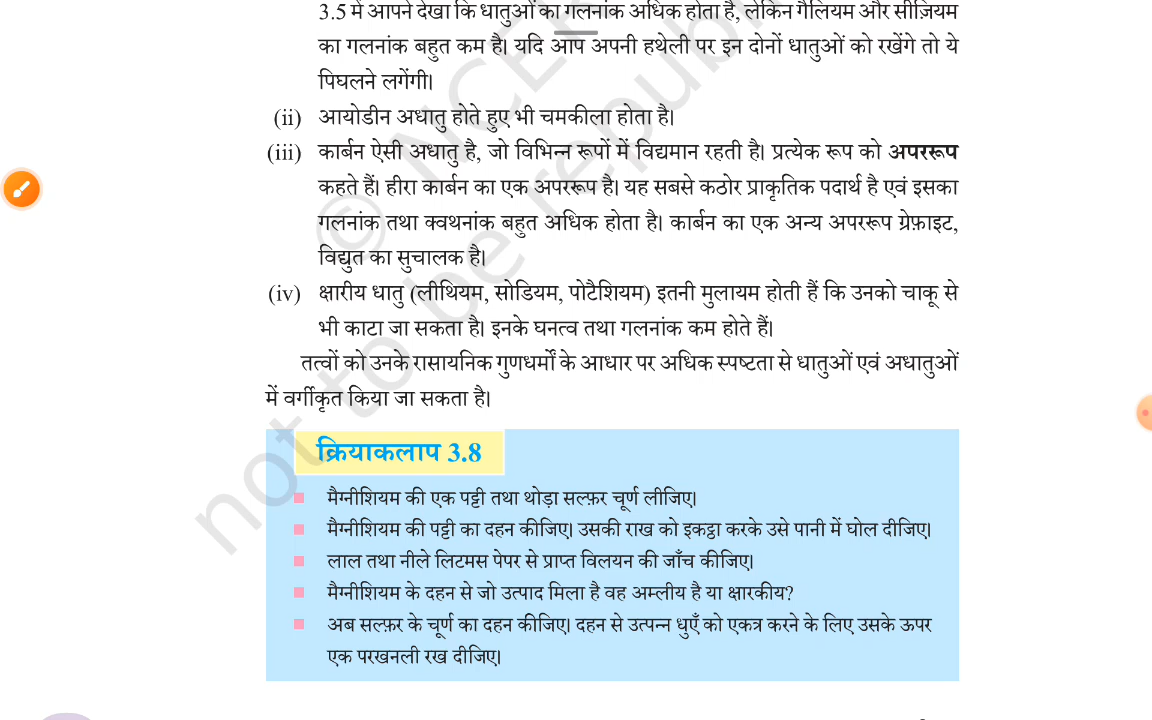 3.5 में आपने देखा कि धातुओं का गलनांक अधिक होता है, लेकिन गैलियम और सीज़ियम
का गलनांक बहुत कम है। यदि आप अपनी हथेली पर इन दोनों धातुओं को रखेंगे तो ये
पिघलने लगेंगी।
(ii) आयोडीन अधातु होते हुए भी चमकीला होता है।
(iii) कार्बन ऐसी अधातु है, जो विभिन्न रूपों में विद्यमान रहती है। प्रत्येक रूप को अपररूप
कहते हैं। हीरा कार्बन का एक अपररूप है। यह सबसे कठोर प्राकृतिक पदार्थ है एवं इसका
गलनांक तथा क्वथनांक बहुत अधिक होता है। कार्बन का एक अन्य अपररूप ग्रेफ़ाइट,
विद्युत का सुचालक है।
(iv) क्षारीय धातु (लीथियम, सोडियम, पोटैशियम) इतनी मुलायम होती हैं कि उनको चाकू से
भी काटा जा सकता है। इनके घनत्व तथा गलनांक कम होते हैं।
तत्वों को उनके रासायनिक गुणधर्मों के आधार पर अधिक स्पष्टता से धातुओं एवं अधातुओं
में वर्गीकृत किया जा सकता है।
क्रियाकलाप 3.8
मैग्नीशियम की एक पट्टी तथा थोड़ा सल्फ़र चूर्ण लीजिए।
मैग्नीशियम की पट्टी का दहन कीजिए। उसकी राख को इकट्ठा करके उसे पानी में घोल दीजिए।
लाल तथा नीले लिटमस पेपर से प्राप्त विलयन की जाँच कीजिए।
मैग्नीशियम के दहन से जो उत्पाद मिला है वह अम्लीय है या क्षारकीय?
अब सल्फ़र के चूर्ण का दहन कीजिए। दहन से उत्पन्न धुएँ को एकत्र करने के लिए उसके ऊपर
एक परखनली रख दीजिए।
© NCER
not to be republ